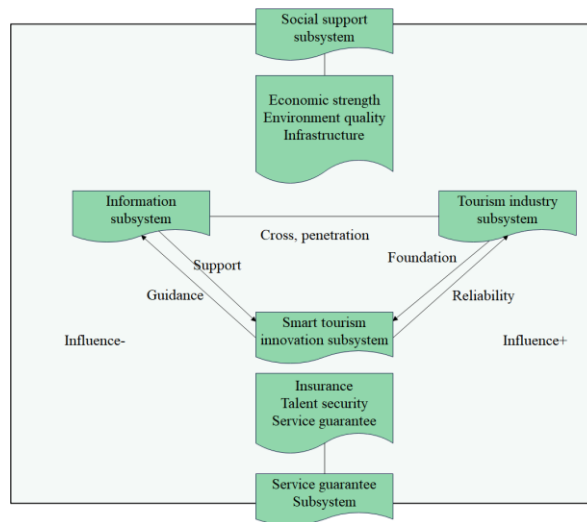 Social support
subsystem
Economic strength
Environment quality
Infrastructure
Information
subsystem
Tourism industry
subsystem
Cross, penetration
Support
Foundation
Guidance
Reliability
Smart tourism
innovation subsystem
Influence-
Influence+
Insurance
Talent security
Service guarantee
Service guarantee
Subsystem